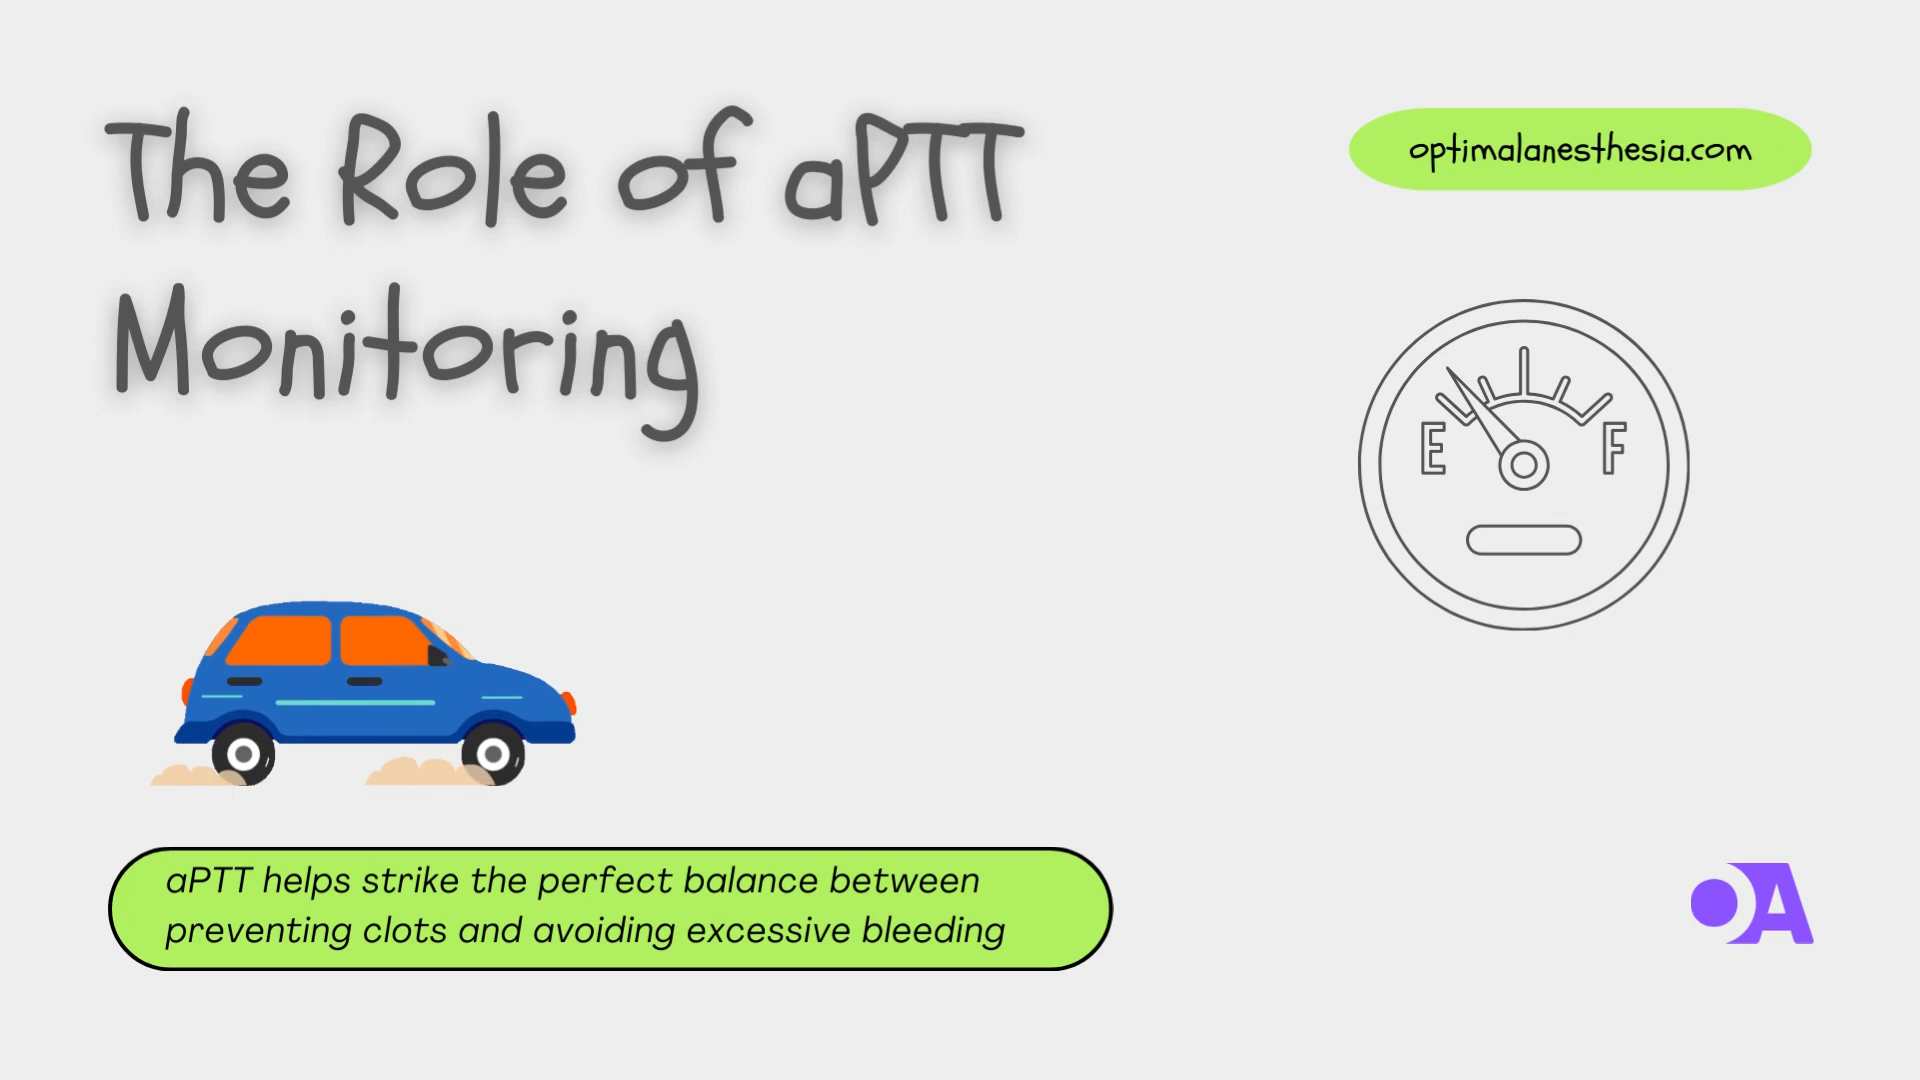 The Role of aPTT
Monitoring
optimalanesthesia.com
E F
aPTT helps strike the perfect balance between
preventing clots and avoiding excessive bleeding
OA